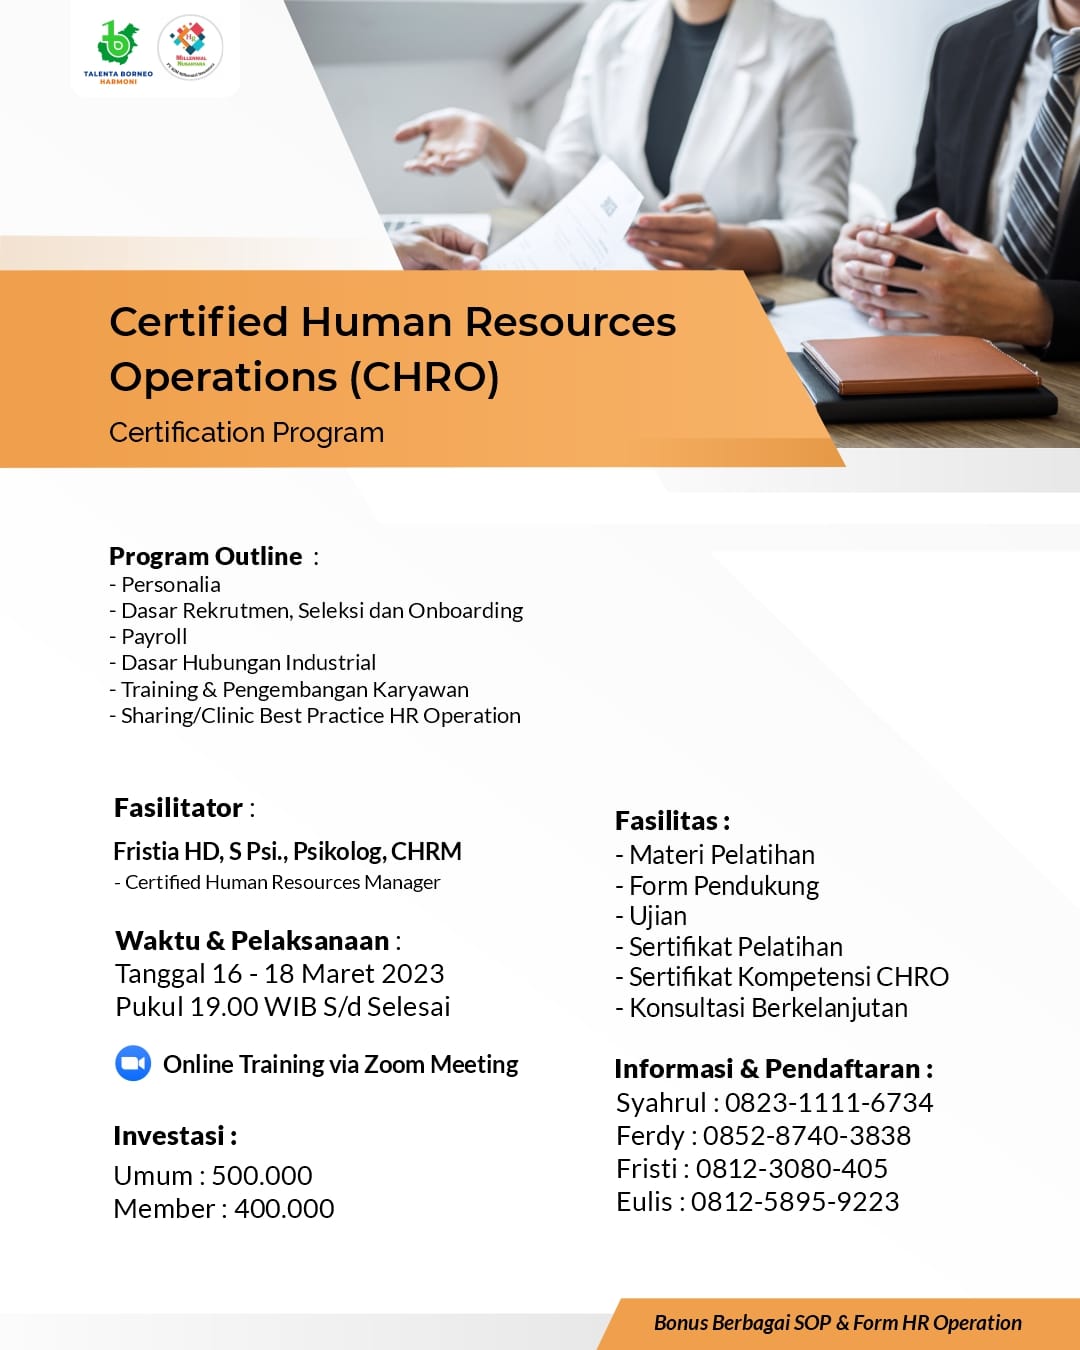 TALENTA BORNEO
HARMONI
HR
MILLENNIAL
NUSANTARA
Certified Human Resources
Operations (CHRO)
Certification Program
Program Outline :
- Personalia
- Dasar Rekrutmen, Seleksi dan Onboarding
- Payroll
- Dasar Hubungan Industrial
- Training & Pengembangan Karyawan
- Sharing/Clinic Best Practice HR Operation
Fasilitator :
Fristia HD, S Psi., Psikolog, CHRM
- Certified Human Resources Manager
Waktu & Pelaksanaan :
Tanggal 16 - 18 Maret 2023
Pukul 19.00 WIB S/d Selesai
Online Training via Zoom Meeting
Investasi :
Umum : 500.000
Member : 400.000
Fasilitas :
- Materi Pelatihan
- Form Pendukung
- Ujian
- Sertifikat Pelatihan
- Sertifikat Kompetensi CHRO
- Konsultasi Berkelanjutan
Informasi & Pendaftaran :
Syahrul : 0823-1111-6734
Ferdy : 0852-8740-3838
Fristi : 0812-3080-405
Eulis : 0812-5895-9223
Bonus Berbagai SOP & Form HR Operation